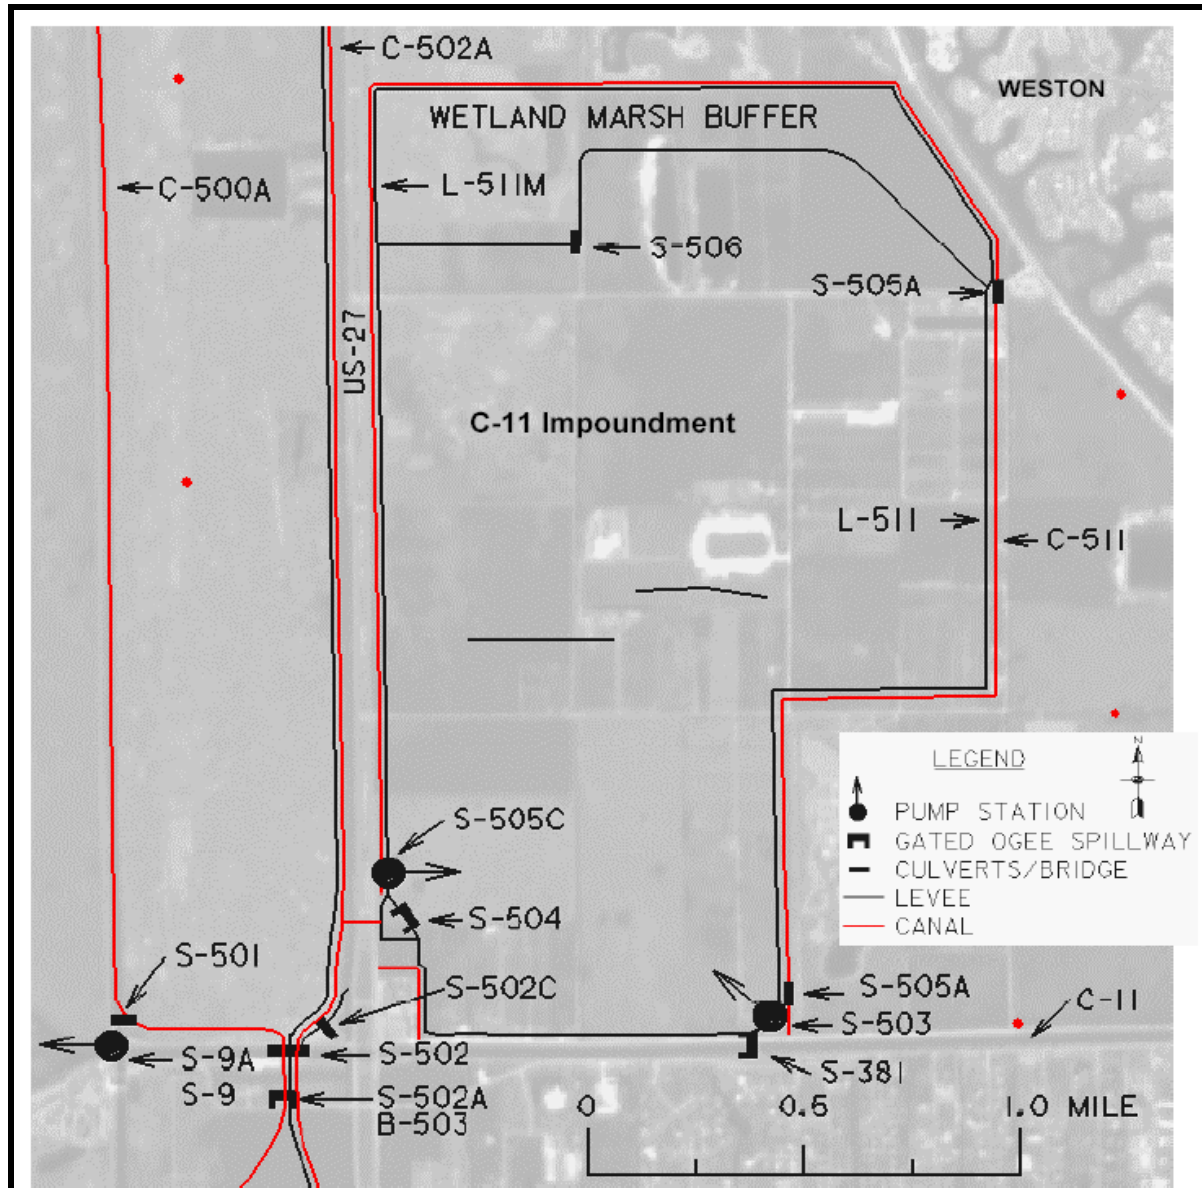 C-502A
WESTON
WETLAND MARSH BUFFER
C-500A
L-511M
S-506
S-505A
US-27
C-11 Impoundment
L-511
C-511
LEGEND
N
PUMP STATION
GATED OGEE SPILLWAY
CULVERTS/BRIDGE
LEVEE
CANAL
S-505C
S-504
S-501
S-502C
S-505A
C-11
S-503
S-9A
S-502
S-381
S-9
S-502A
B-503
0 0.5 1.0 MILE